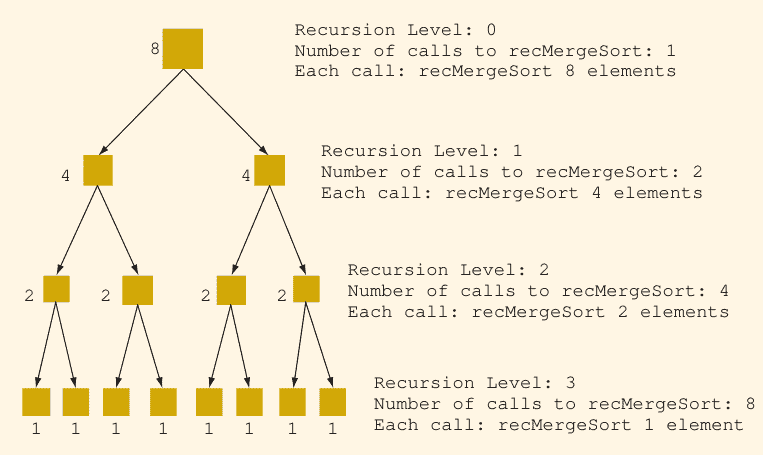 8
Recursion Level: 0
Number of calls to recMergeSort: 1
Each call: recMergeSort 8 elements
4
4
Recursion Level: 1
Number of calls to recMergeSort: 2
Each call: recMergeSort 4 elements
2
2
2
2
Recursion Level: 2
Number of calls to recMergeSort: 4
Each call: recMergeSort 2 elements
Recursion Level: 3
Number of calls to recMergeSort: 8
Each call: recMergeSort 1 element
1 1 1 1 1 1 1 1